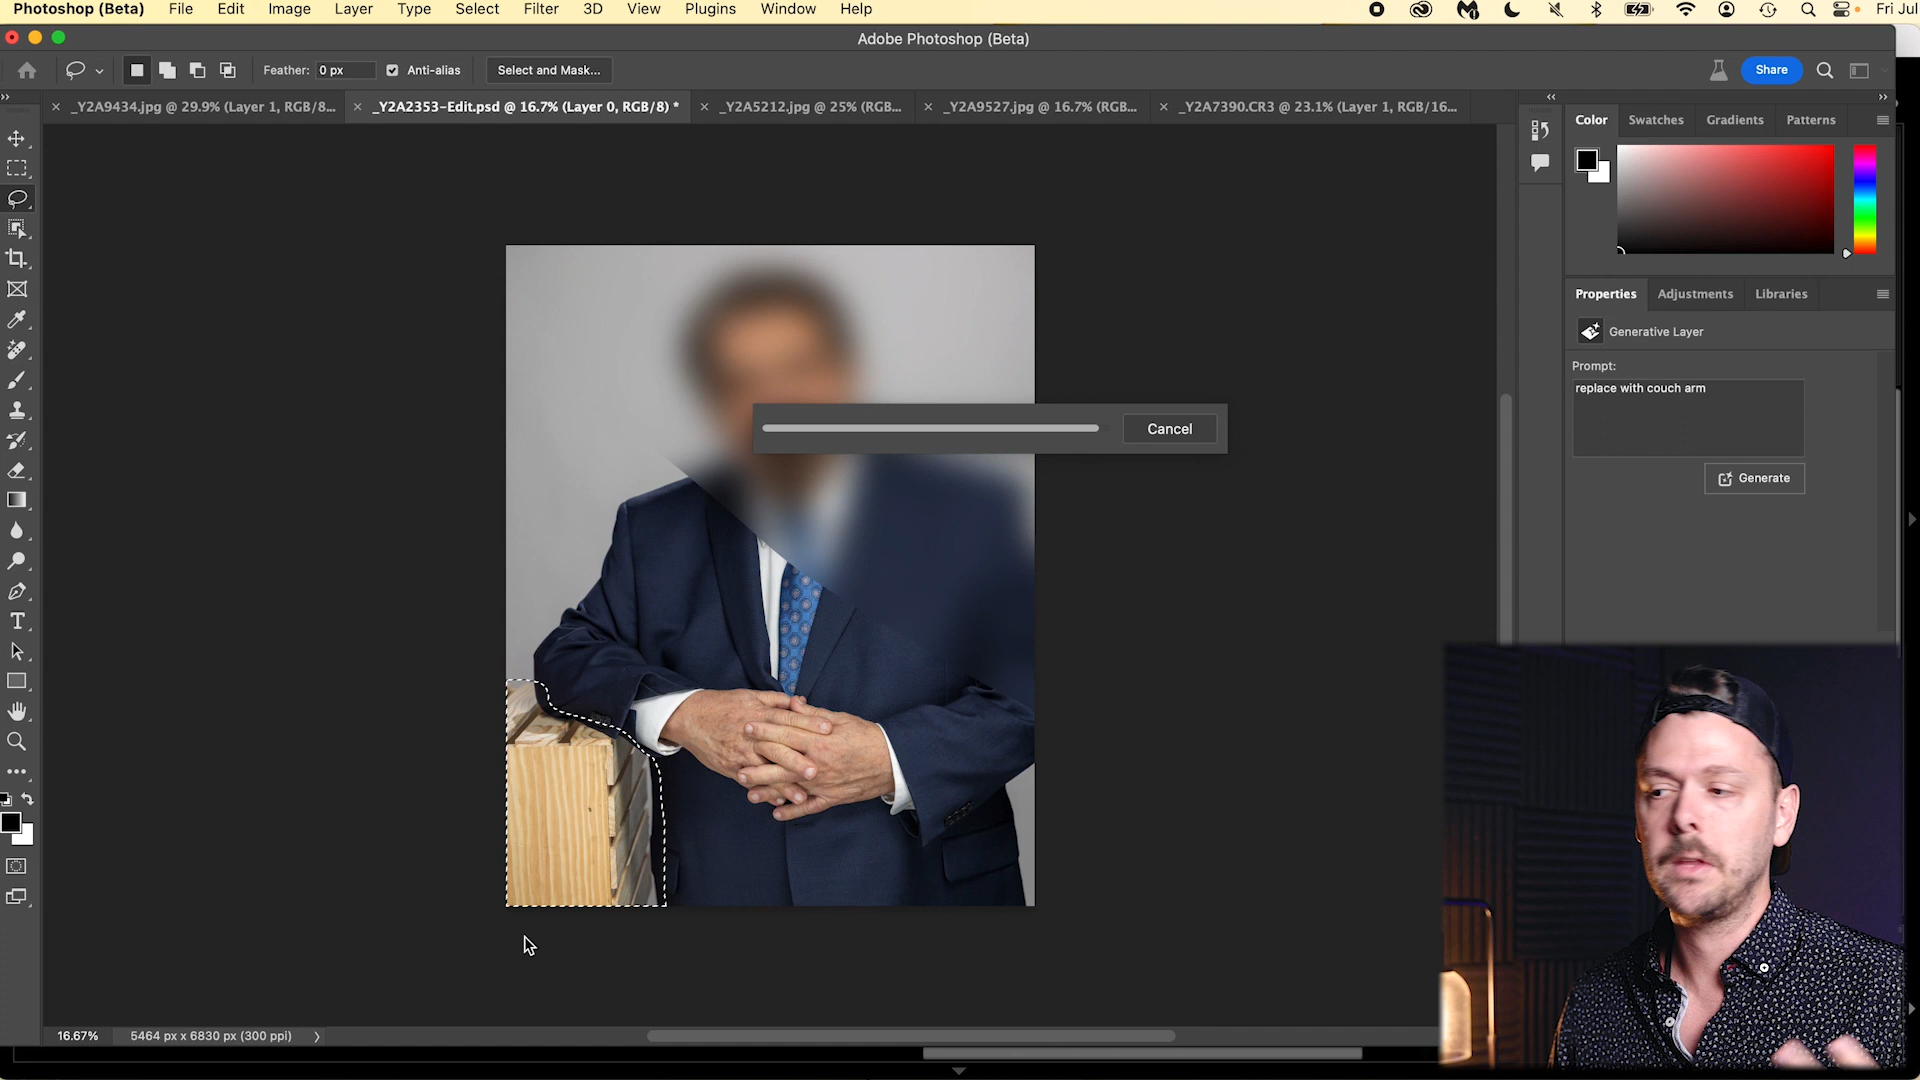 Photoshop (Beta) File Edit Image Layer Type Select Filter 3D View Plugins Window Help Fri Jul
Adobe Photoshop (Beta)
Feather: 0 px Anti-alias Select and Mask... Share
_Y2A9434.jpg @ 29.9% (Layer 1, RGB/8... _Y2A2353-Edit.psd @ 16.7% (Layer 0, RGB/8) * _Y2A5212.jpg @ 25% (RGB... _Y2A9527.jpg @ 16.7% (RGB... _Y2A7390.CR3 @ 23.1% (Layer 1, RGB/16...
Color Swatches Gradients Patterns
Properties Adjustments Libraries
Generative Layer
Prompt:
replace with couch arm
Cancel
Generate
16.67% 5464 px x 6830 px (300 ppi)